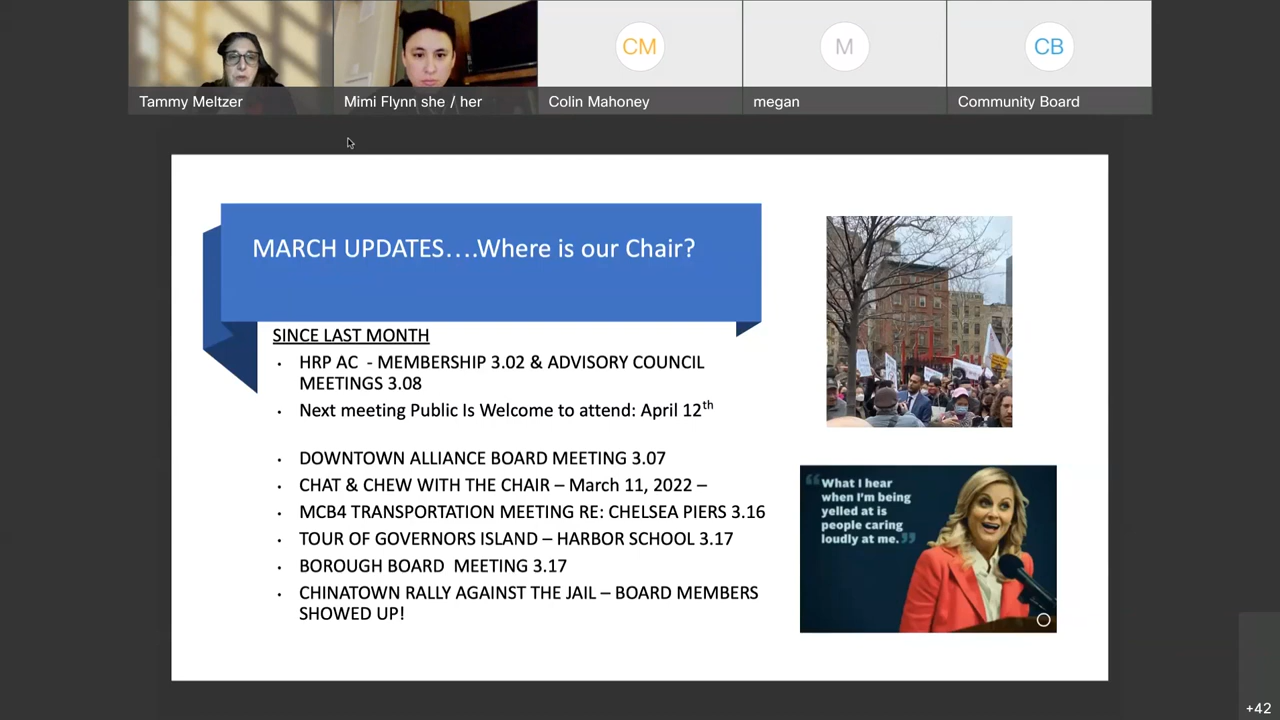 CM
M
CB
Tammy Meltzer
Mimi Flynn she / her
Colin Mahoney
megan
Community Board
MARCH UPDATES....Where is our Chair?
SINCE LAST MONTH
• HRP AC - MEMBERSHIP 3.02 & ADVISORY COUNCIL
MEETINGS 3.08
• Next meeting Public Is Welcome to attend: April 12th
• DOWNTOWN ALLIANCE BOARD MEETING 3.07
• CHAT & CHEW WITH THE CHAIR – March 11, 2022 –
• MCB4 TRANSPORTATION MEETING RE: CHELSEA PIERS 3.16
• TOUR OF GOVERNORS ISLAND – HARBOR SCHOOL 3.17
• BOROUGH BOARD MEETING 3.17
• CHINATOWN RALLY AGAINST THE JAIL – BOARD MEMBERS
SHOWED UP!
“What I hear
when I'm being
yelled at is
people caring
loudly at me.”
+42